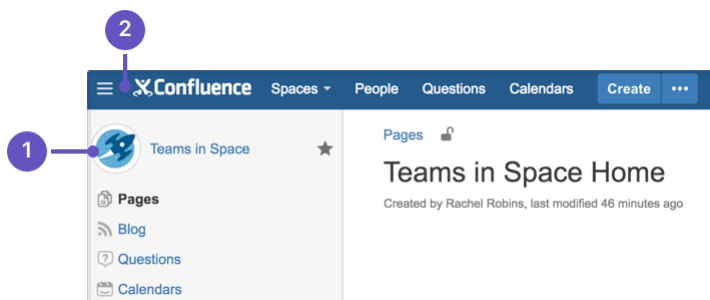 2
Confluence Spaces People Questions Calendars Create •••
1
Teams in Space
Pages
Blog
Questions
Calendars
Pages
Teams in Space Home
Created by Rachel Robins, last modified 46 minutes ago